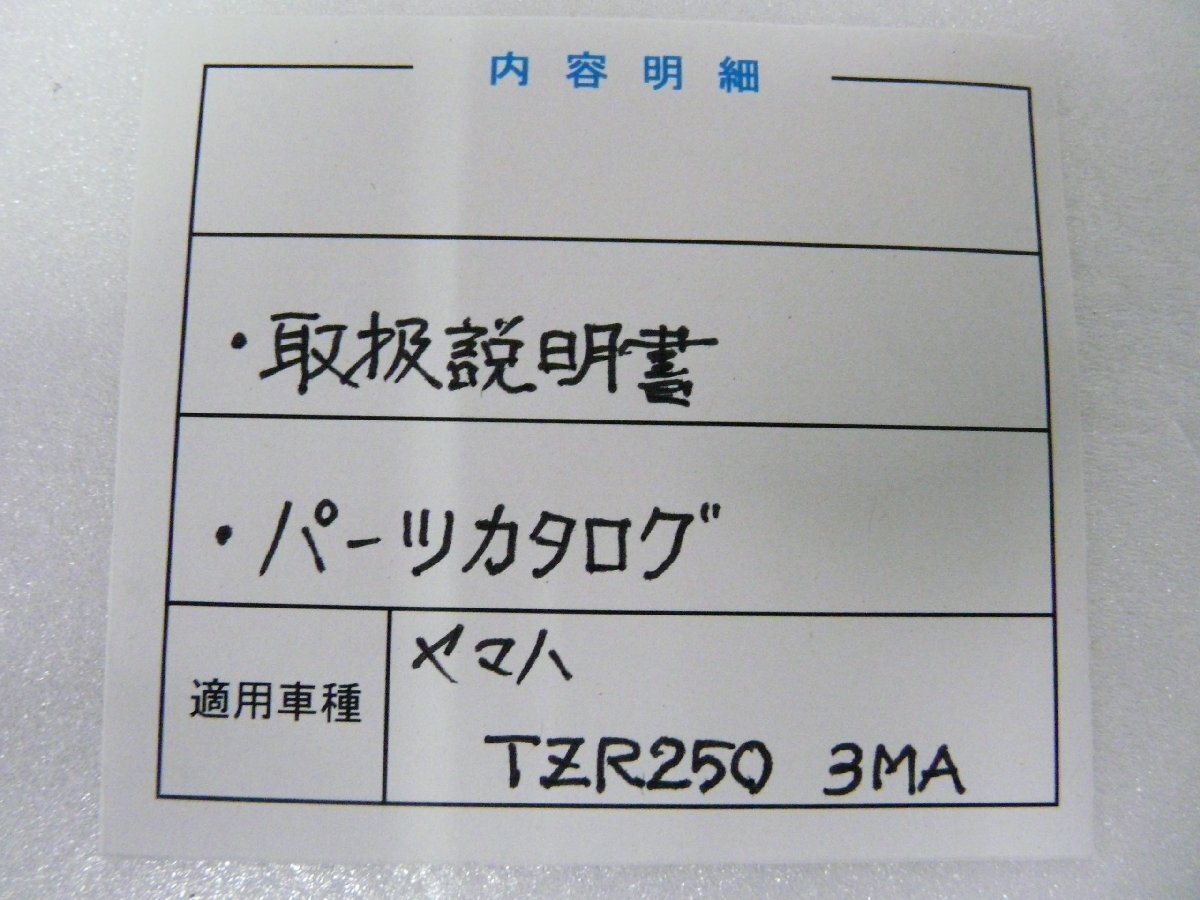 内容明細
・取扱説明書
・パーツカタログ
適用車種
ヤマハ
TZR250 3MA